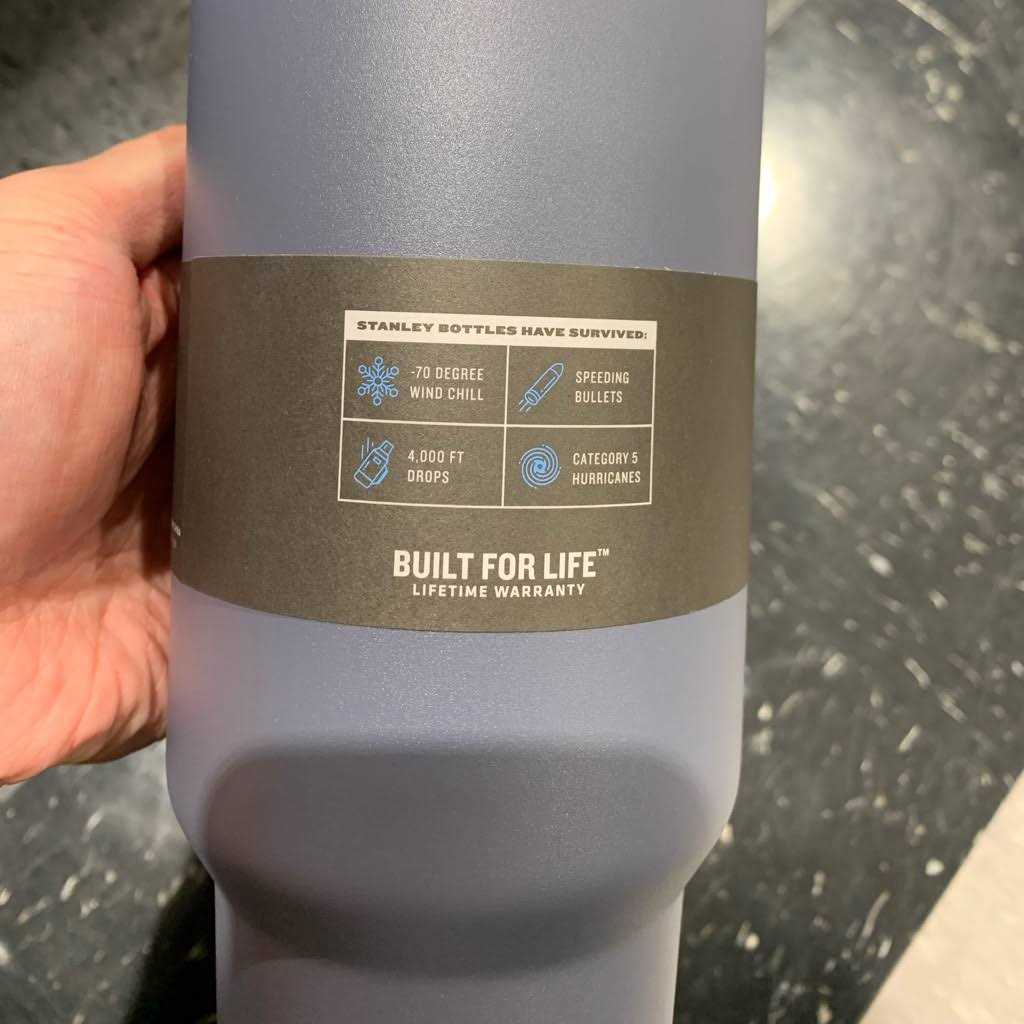 STANLEY BOTTLES HAVE SURVIVED:
-70 DEGREE
WIND CHILL
SPEEDING
BULLETS
4,000 FT
DROPS
CATEGORY 5
HURRICANES
BUILT FOR LIFE™
LIFETIME WARRANTY